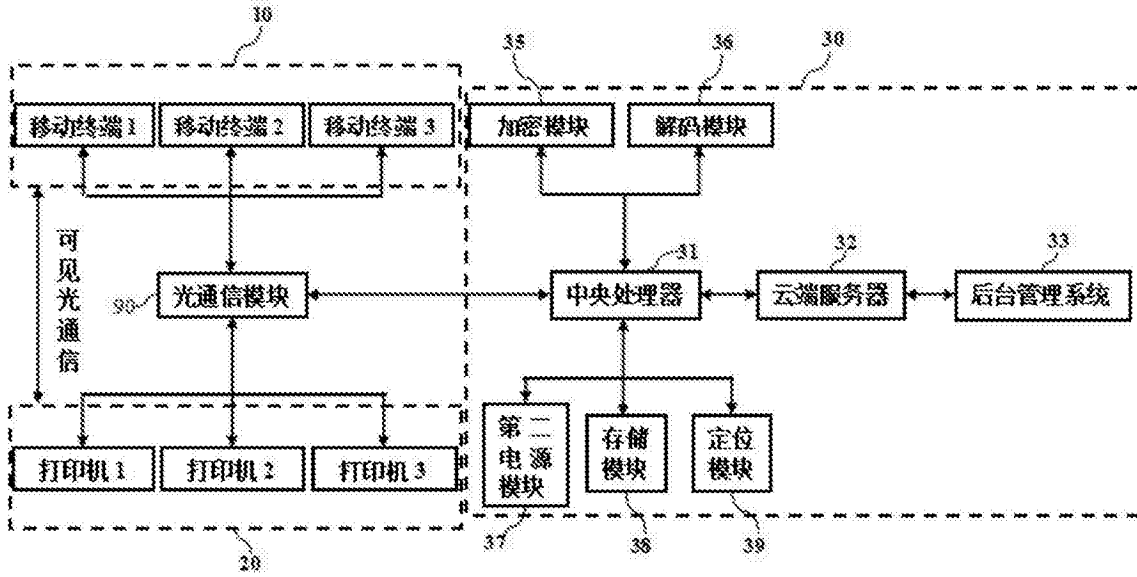 10
35
36
30
移动终端 1
移动终端 2
移动终端 3
加密模块
解码模块
可见光通信
90
光通信模块
31
中央处理器
32
云端服务器
33
后台管理系统
打印机 1
打印机 2
打印机 3
第二
电源
模块
存储
模块
定位
模块
20
37
38
39